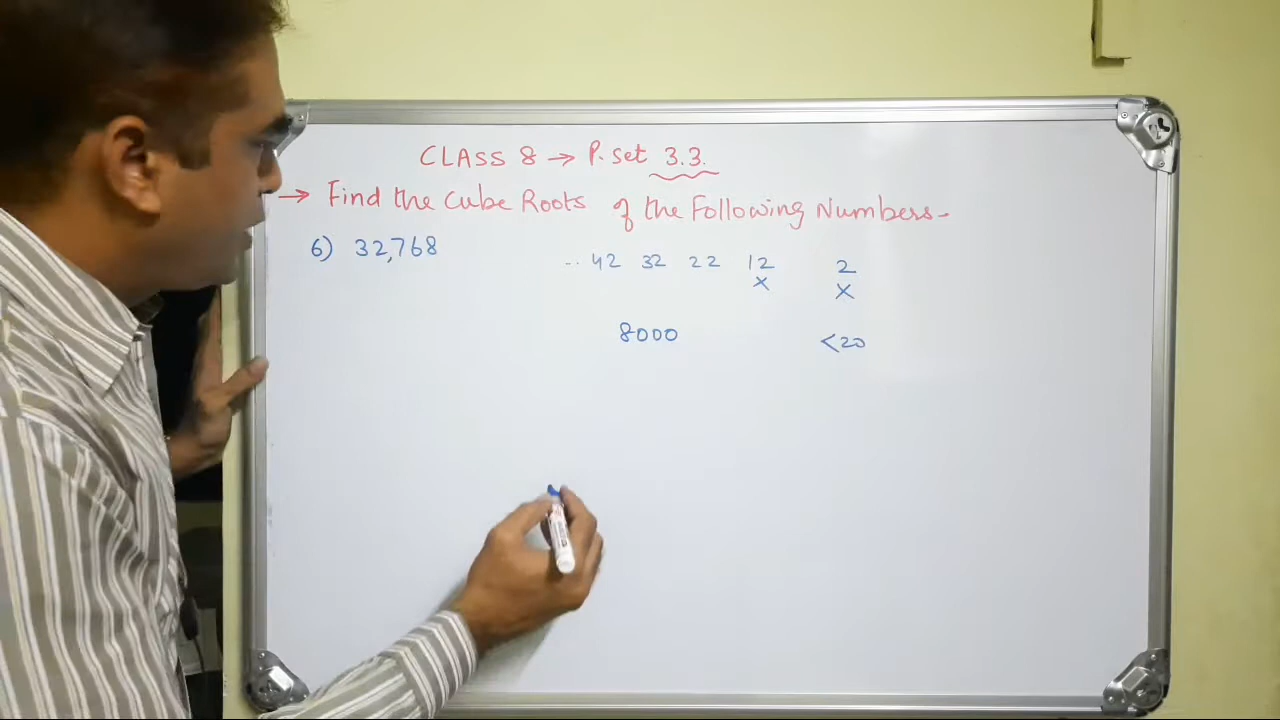 CLASS 8 → P. Set 3.3.
→ Find the Cube Roots of the Following Numbers.
6) 32,768
... 42 32 22 12 2
x x
8000 <20